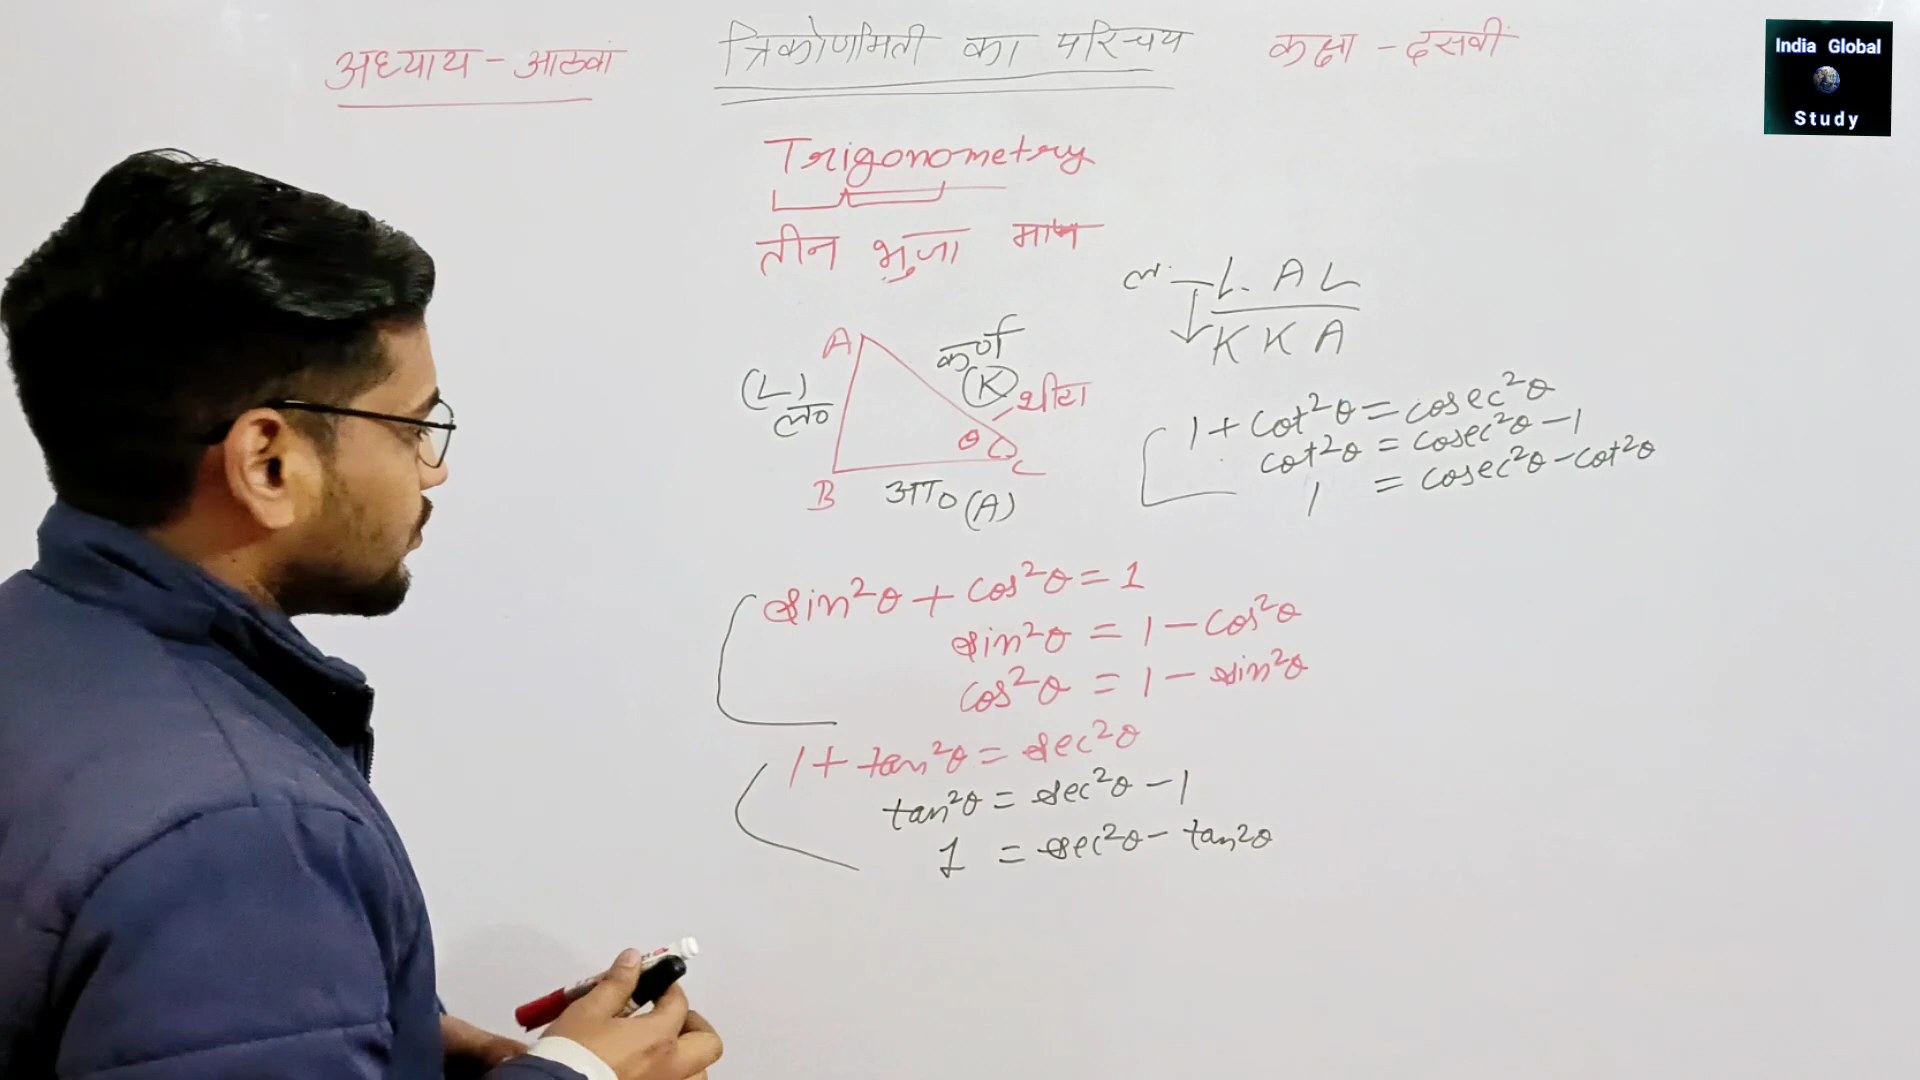 अध्याय - आठवां त्रिकोणमिती का परिचय कक्षा - दसवीं
India Global
Study
Trigonometry
तीन भुजा मापन
ल. L A L
K K A
A
कर्ण
(K)
(L)
ल०
थीटा
θ
B
C
आ० (A)
1 + cot²θ = cosec²θ
cot²θ = cosec²θ - 1
1 = cosec²θ - cot²θ
sin²θ + cos²θ = 1
sin²θ = 1 - cos²θ
cos²θ = 1 - sin²θ
1 + tan²θ = sec²θ
tan²θ = sec²θ - 1
1 = sec²θ - tan2θ